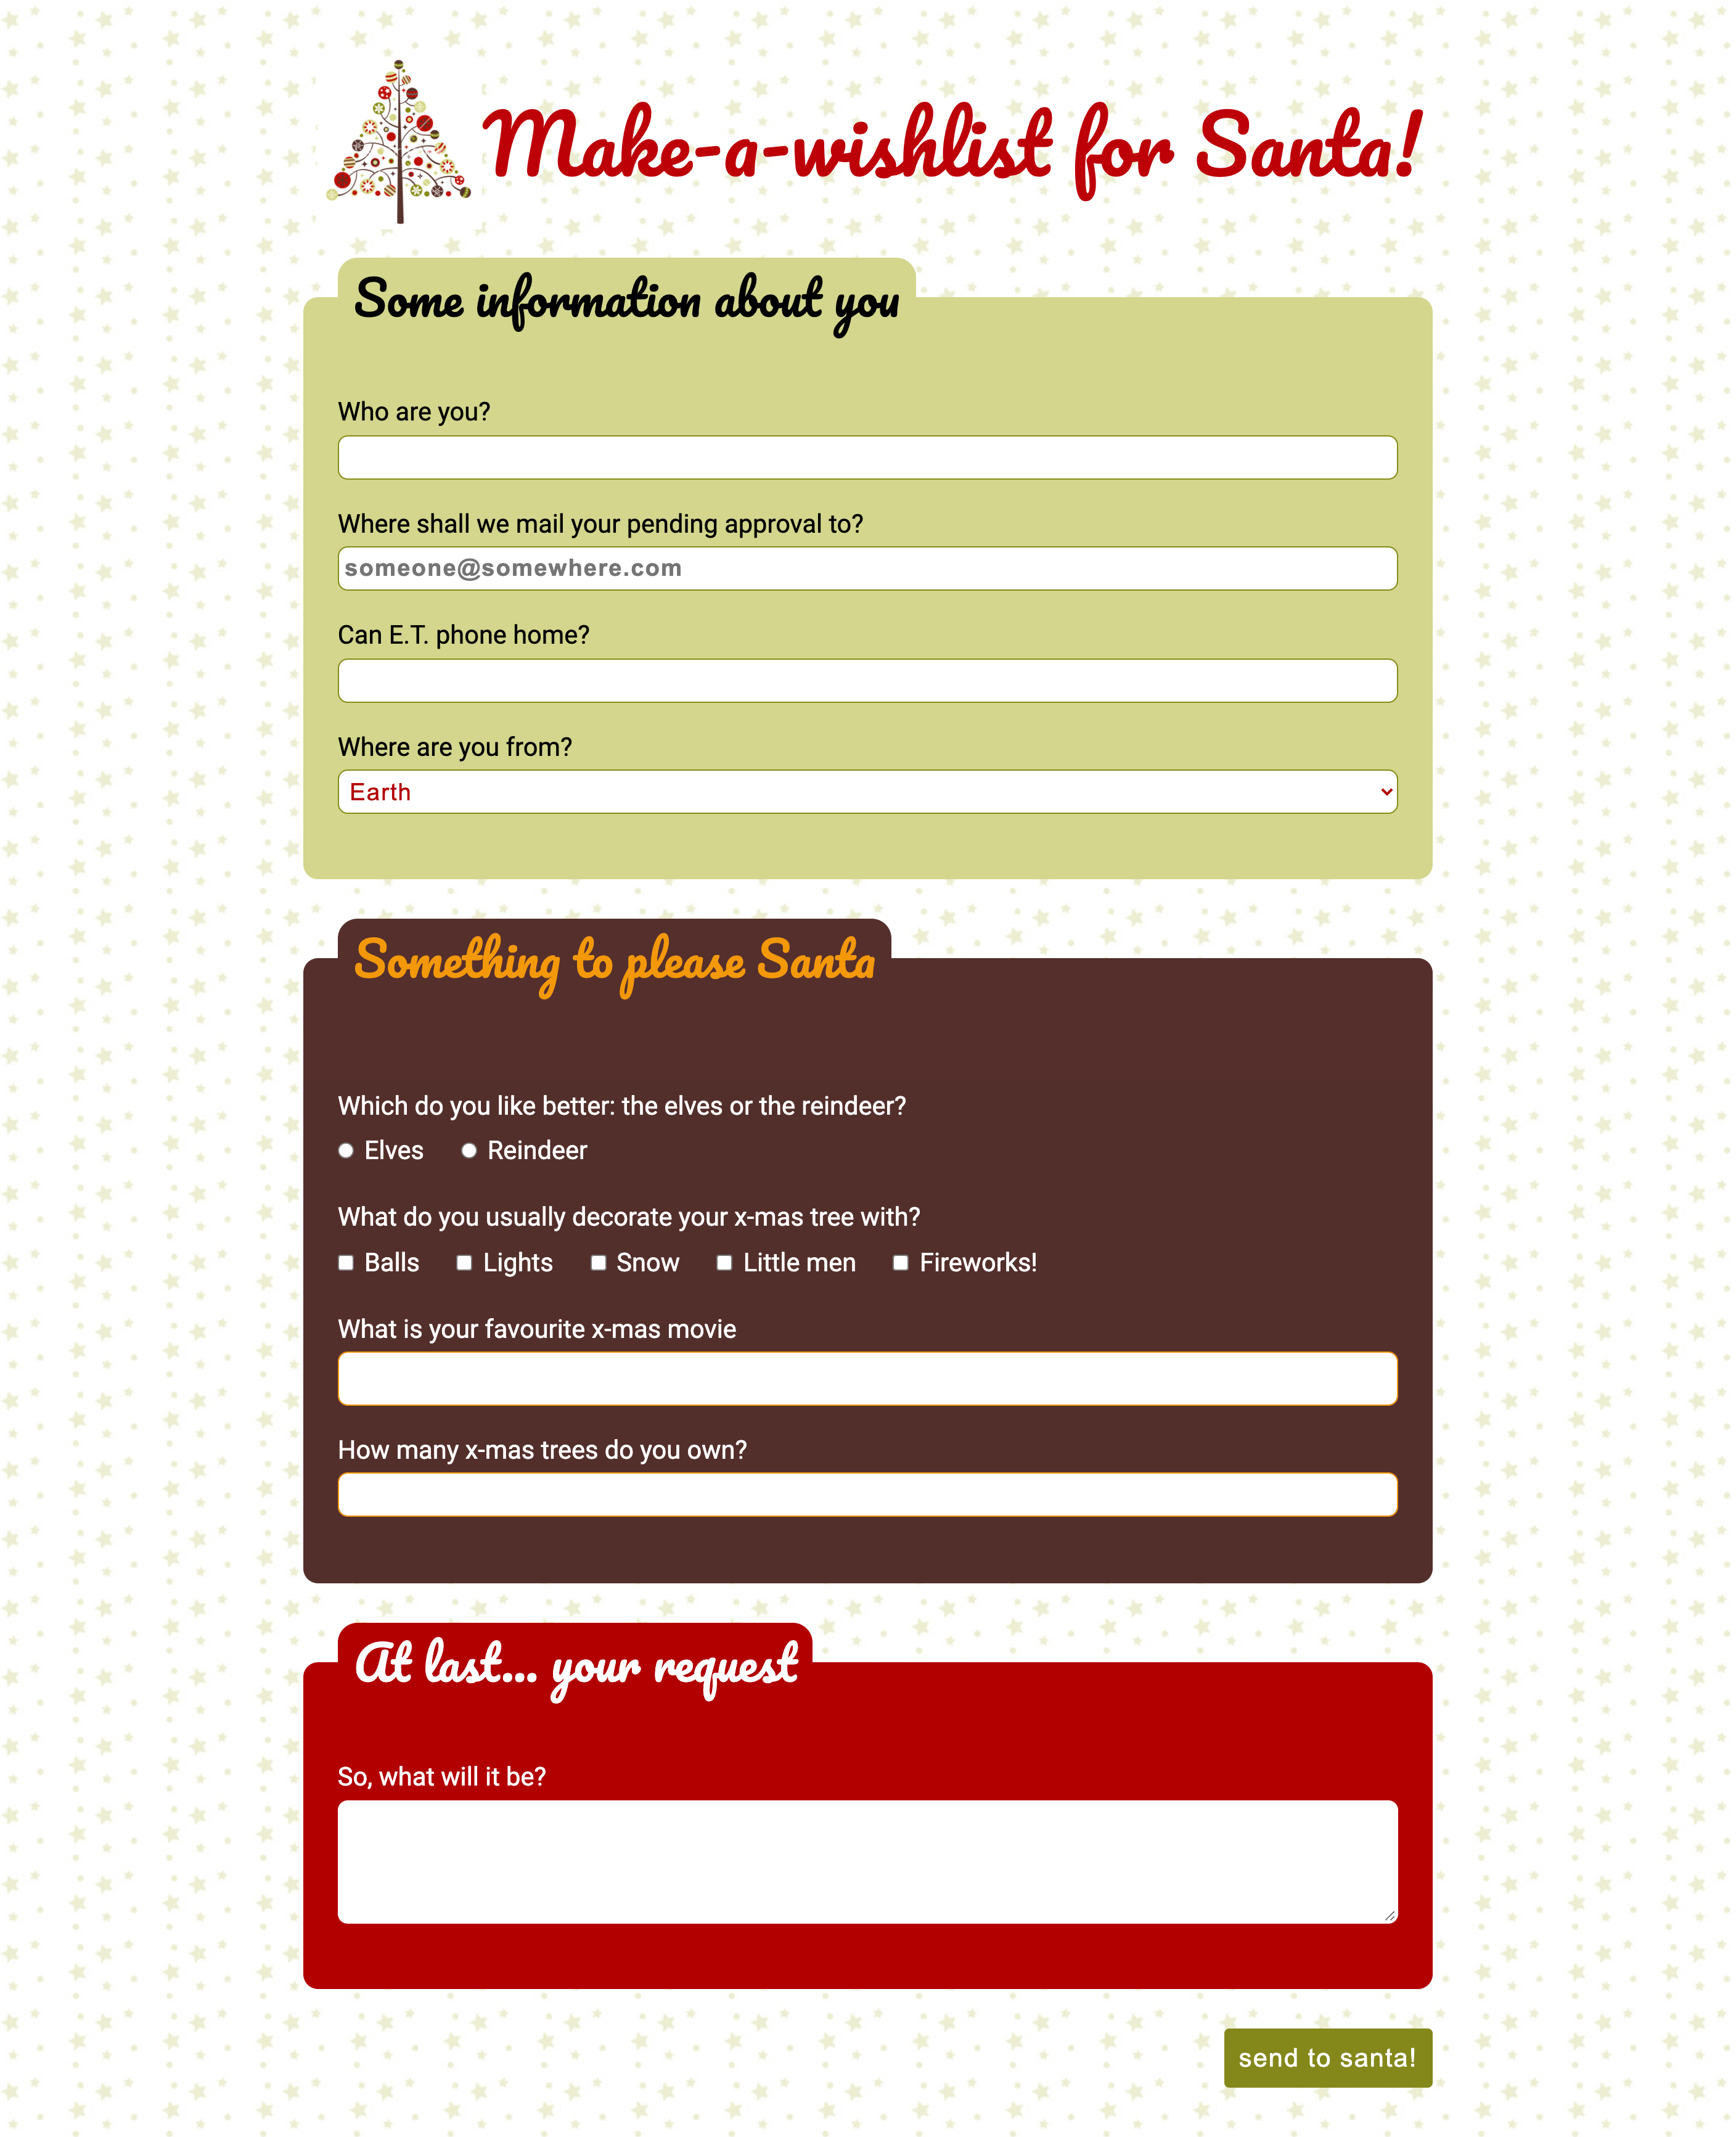 Make-a-wishlist for Santa!
Some information about you
Who are you?
Where shall we mail your pending approval to?
someone@somewhere.com
Can E.T. phone home?
Where are you from?
Earth
Something to please Santa
Which do you like better: the elves or the reindeer?
Elves Reindeer
What do you usually decorate your x-mas tree with?
Balls Lights Snow Little men Fireworks!
What is your favourite x-mas movie
How many x-mas trees do you own?
At last... your request
So, what will it be?
send to santa!